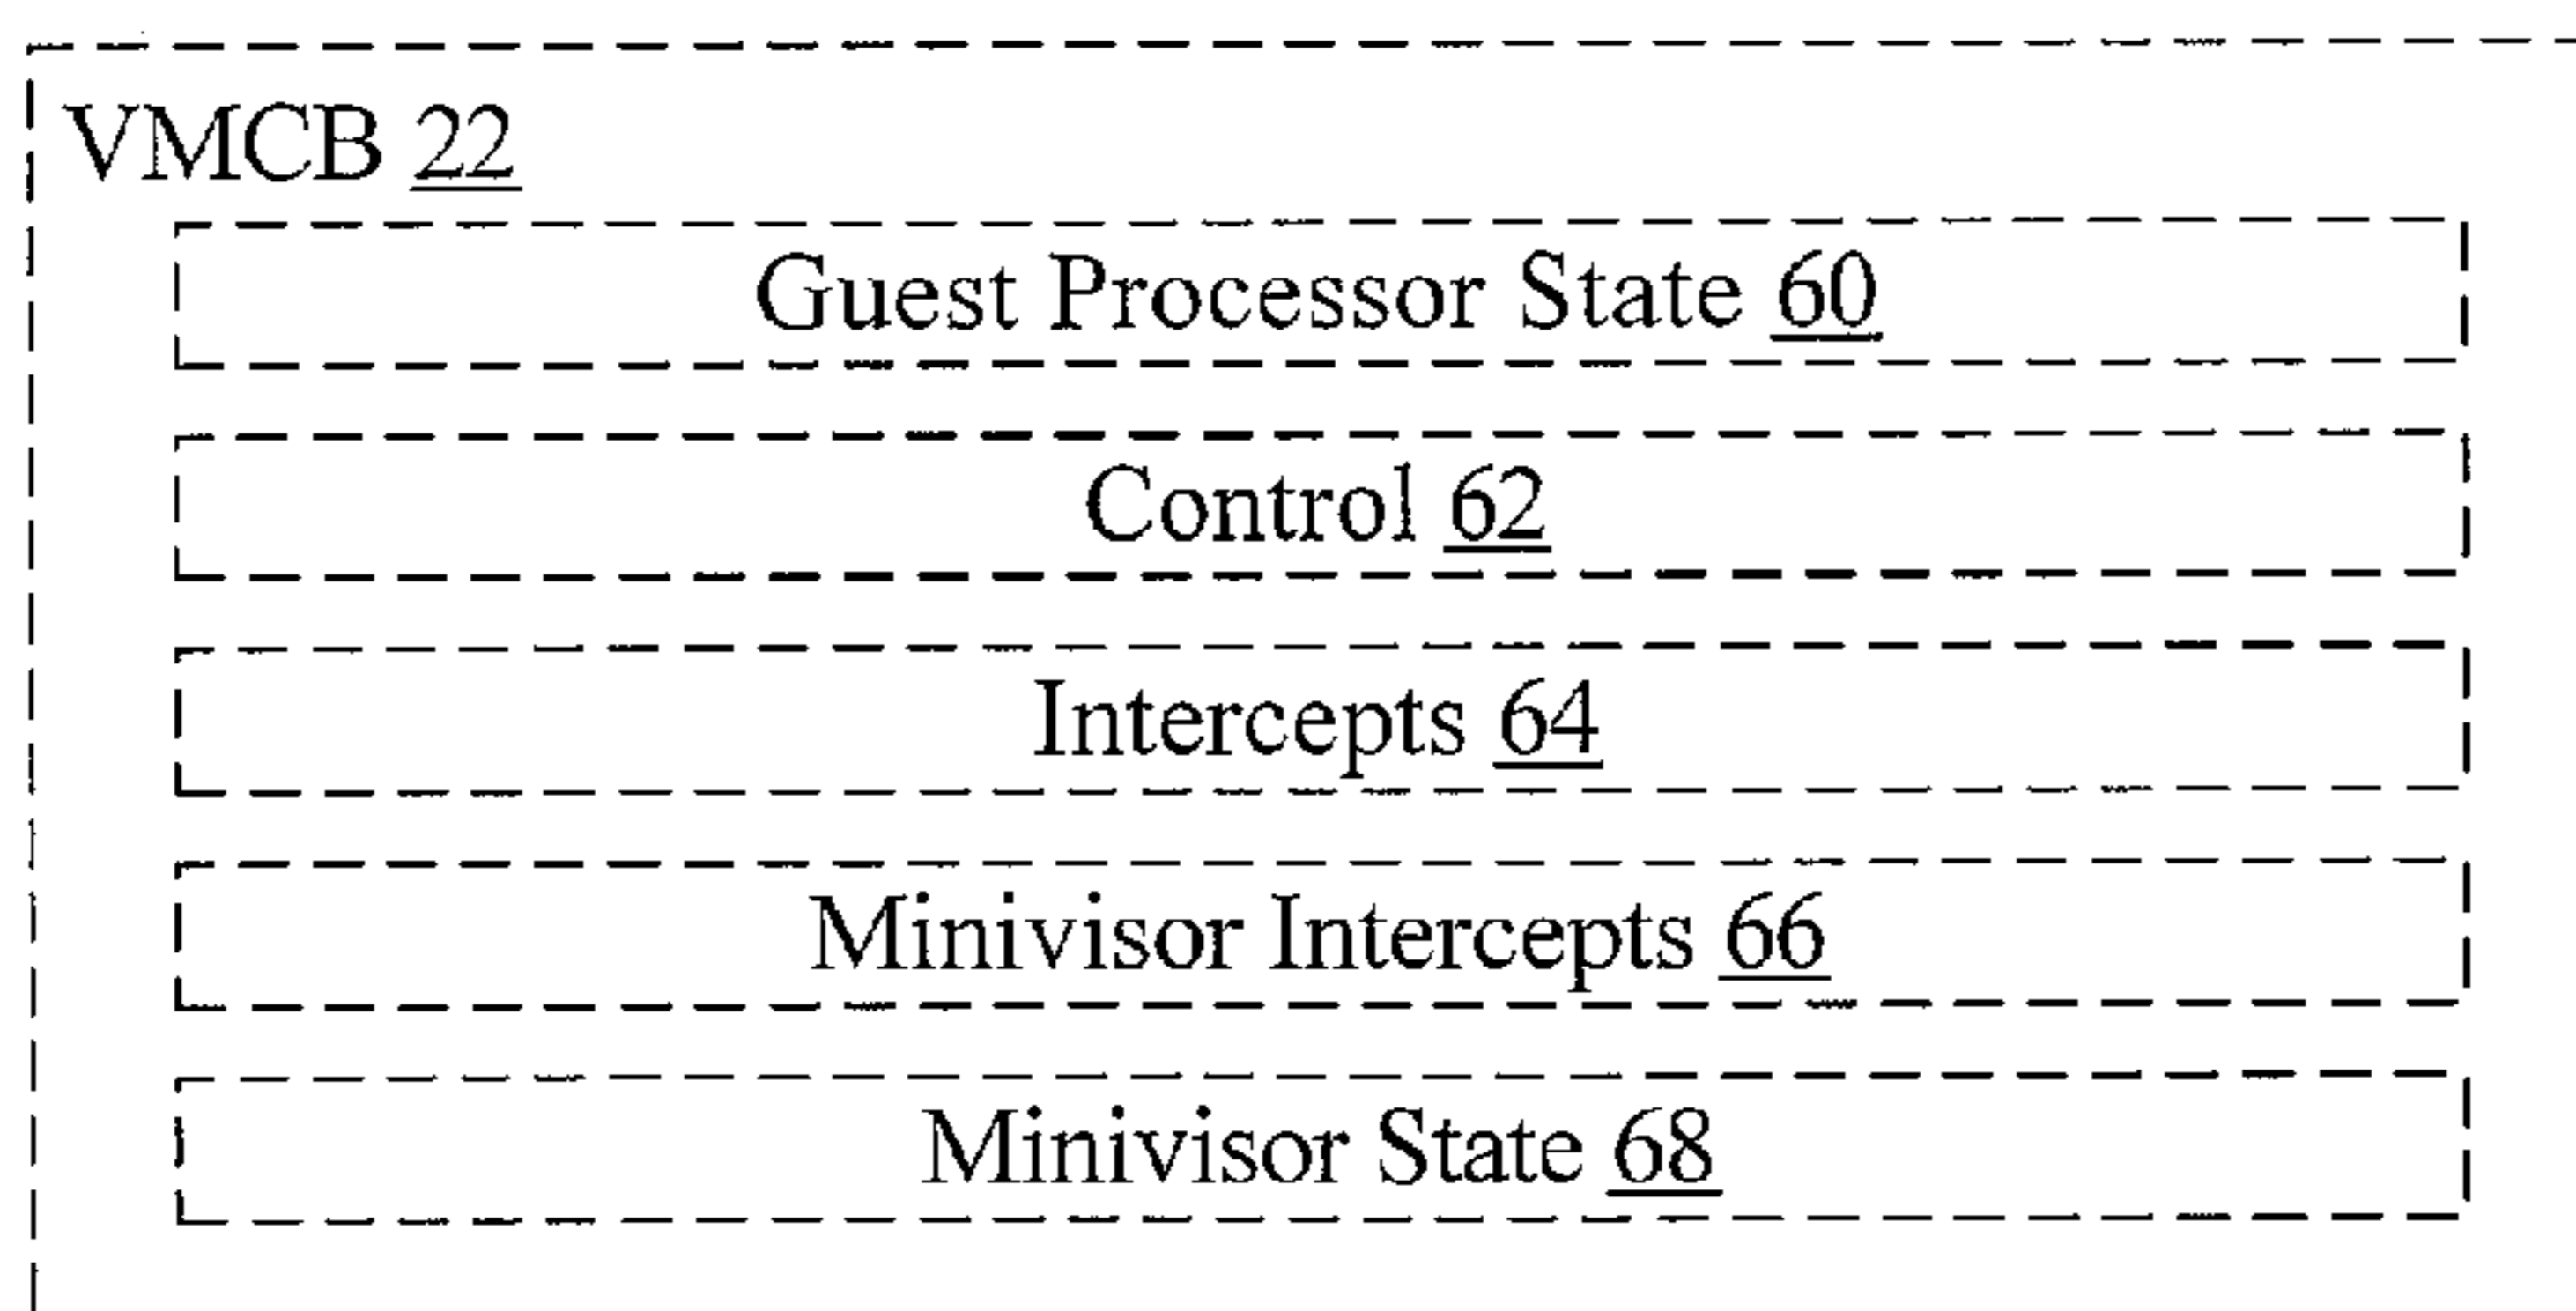 VMCB 22
Guest Processor State 60
Control 62
Intercepts 64
Minivisor Intercepts 66
Minivisor State 68